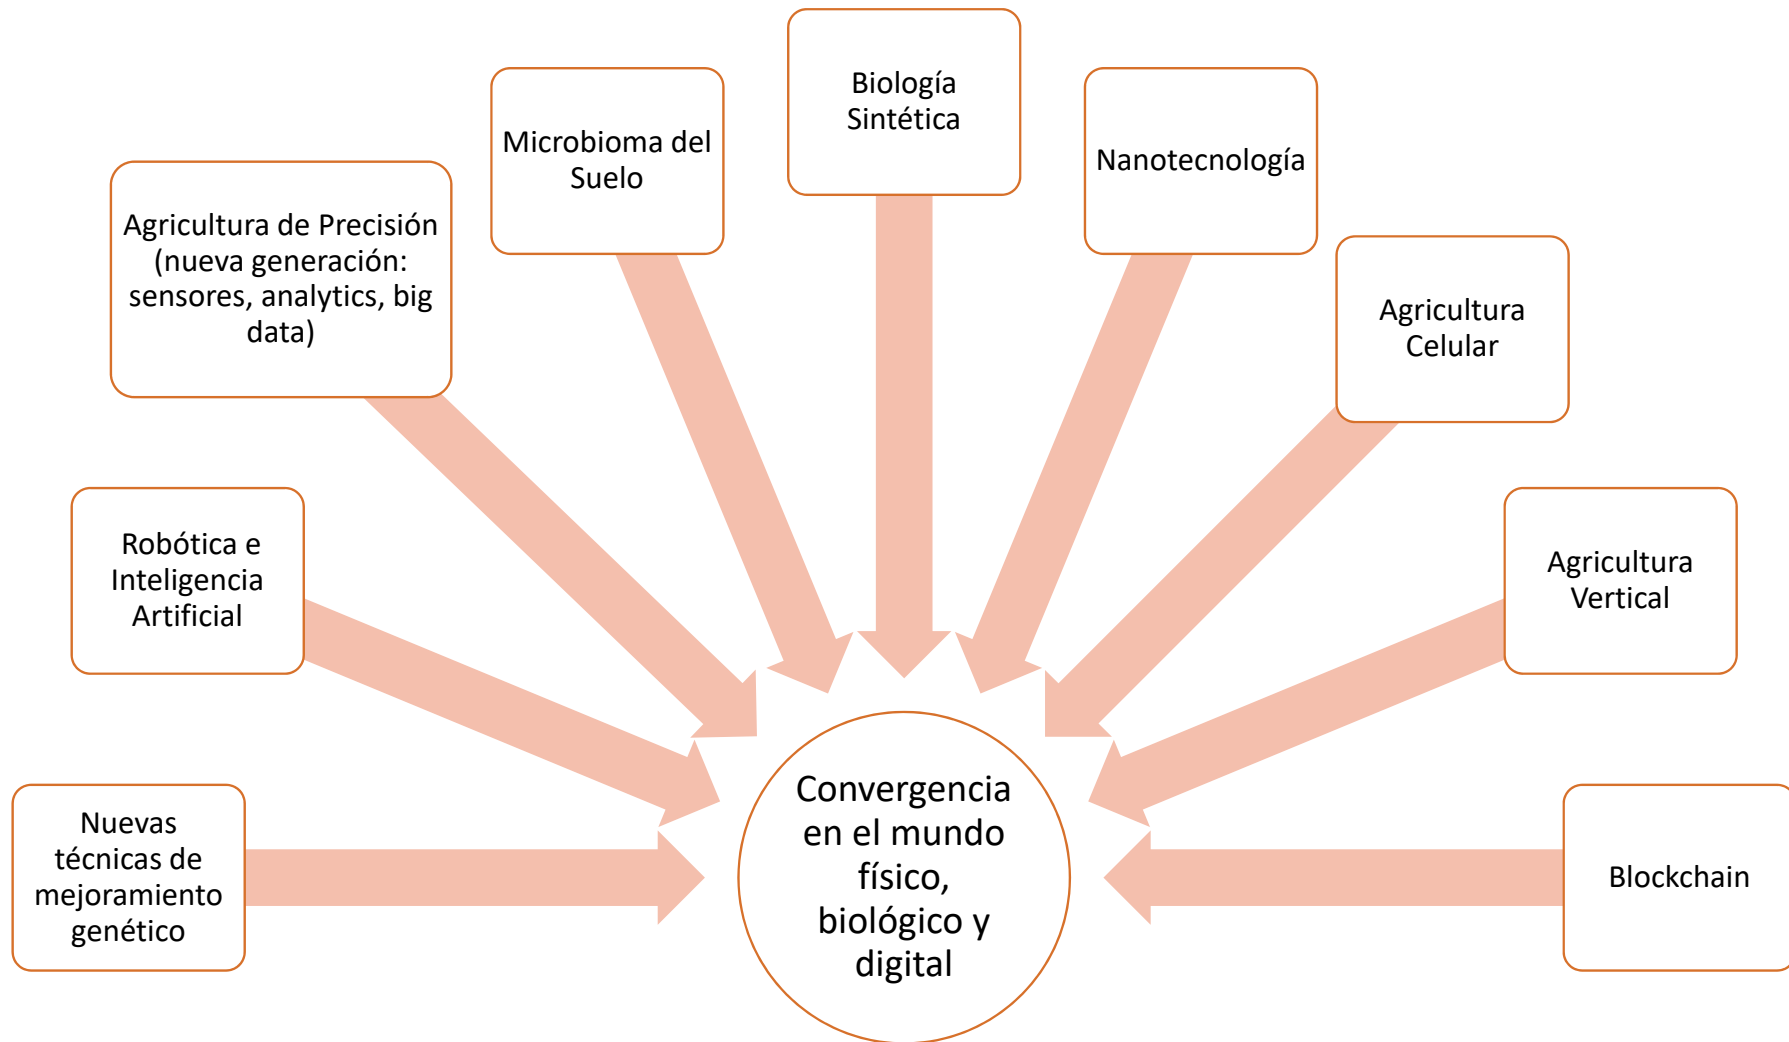 Biología
Sintética
Microbioma del
Suelo
Nanotecnología
Agricultura de Precisión
(nueva generación:
sensores, analytics, big
data)
Agricultura
Celular
Robótica e
Inteligencia
Artificial
Agricultura
Vertical
Nuevas
técnicas de
mejoramiento
genético
Convergencia
en el mundo
físico,
biológico y
digital
Blockchain